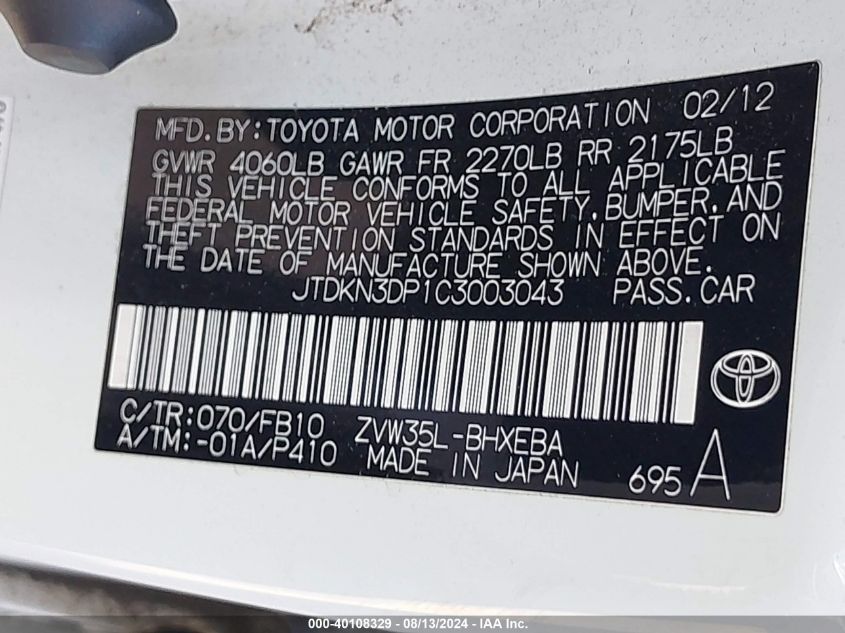 MFD.BY:TOYOTA MOTOR CORPORATION 02/12
GVWR 4060LB GAWR FR 2270LB RR 2175LB
THIS VEHICLE CONFORMS TO ALL APPLICABLE
FEDERAL MOTOR VEHICLE SAFETY,BUMPER,AND
THEFT PREVENTION STANDARDS IN EFFECT ON
THE DATE OF MANUFACTURE SHOWN ABOVE.
JTDKN3DP1C3003043 PASS.CAR
C/TR:070/FB10 ZVW35L-BHXEBA
A/TM:-01A/P410 MADE IN JAPAN 695 A
000-40108329 - 08/13/2024 - IAA Inc.